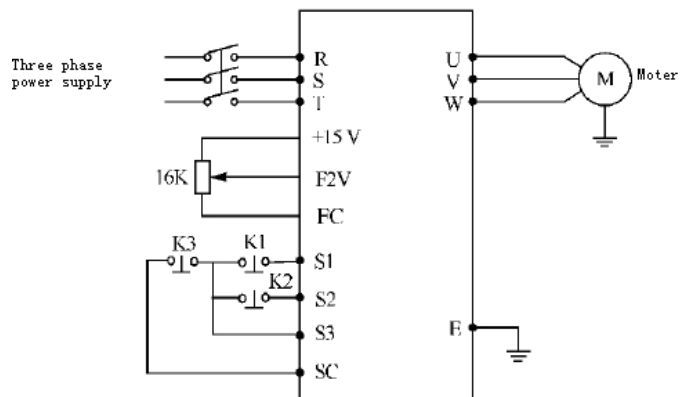 Three phase
power supply
R
S
T
U
V
W
M
Moter
+15 V
16K
F2V
FC
K3
K1
S1
K2
S2
S3
E
SC